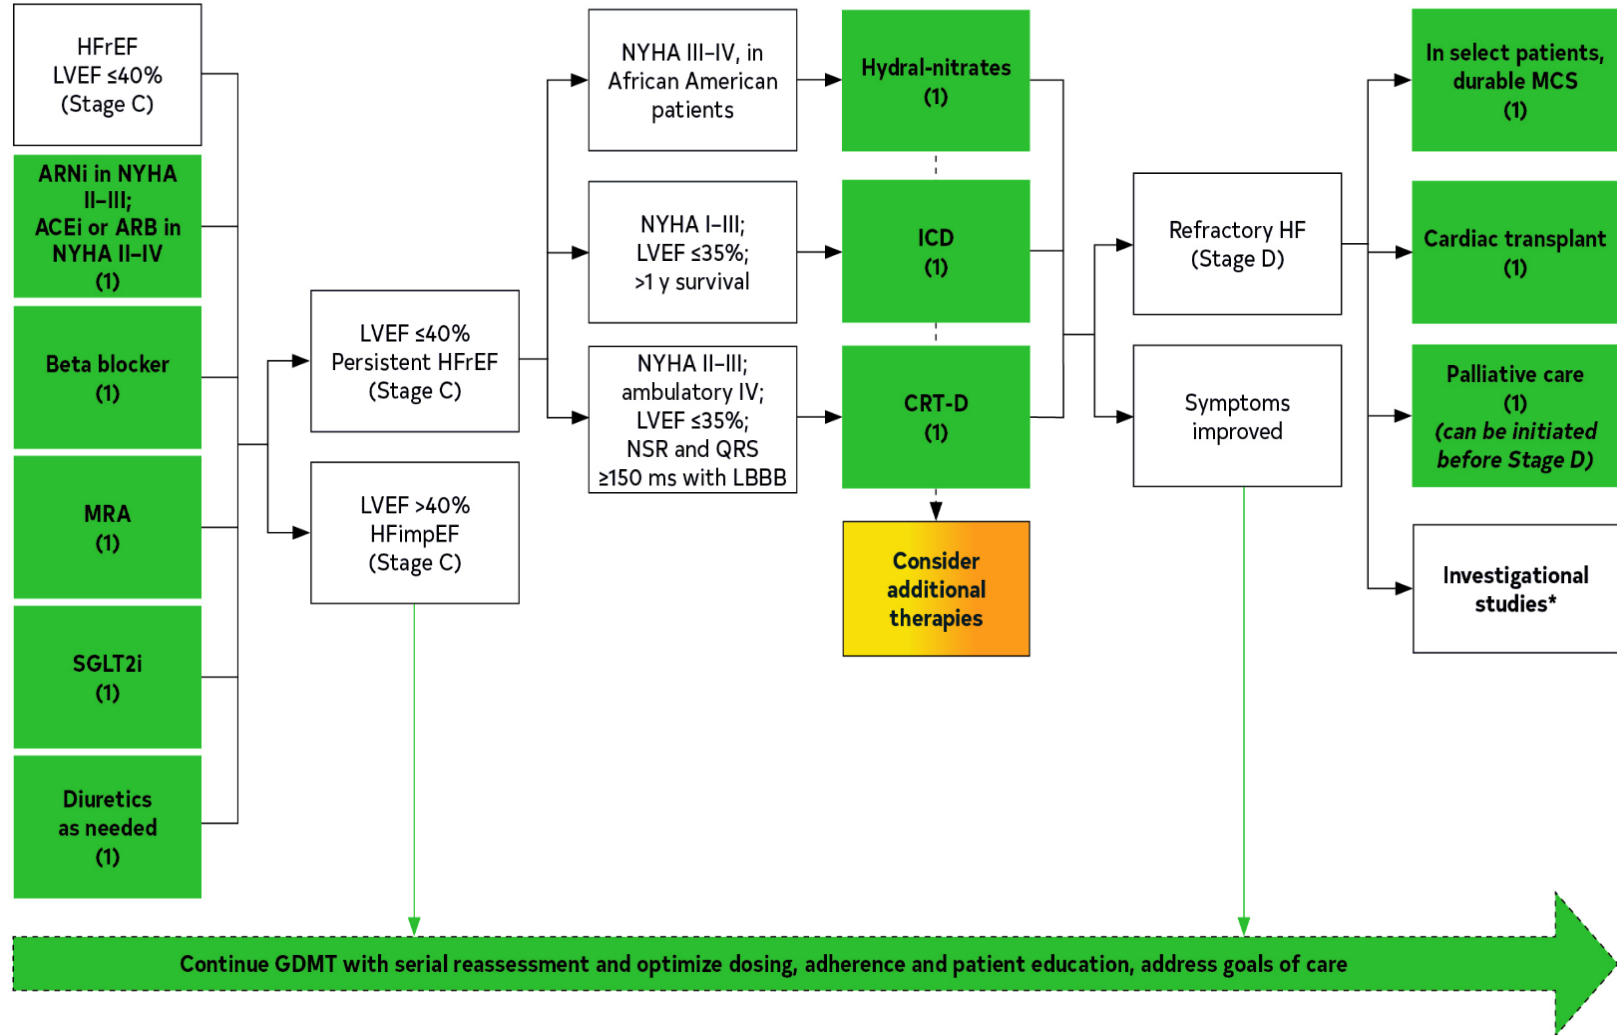 HFrEF
LVEF ≤40%
(Stage C)
ARNi in NYHA
II–III;
ACEi or ARB in
NYHA II–IV
(1)
Beta blocker
(1)
MRA
(1)
SGLT2i
(1)
Diuretics
as needed
(1)
LVEF ≤40%
Persistent HFrEF
(Stage C)
LVEF >40%
HFimpEF
(Stage C)
NYHA III–IV, in
African American
patients
NYHA I–III;
LVEF ≤35%;
>1 y survival
NYHA II–III;
ambulatory IV;
LVEF ≤35%;
NSR and QRS
≥150 ms with LBBB
Hydral-nitrates
(1)
ICD
(1)
CRT-D
(1)
Consider
additional
therapies
Refractory HF
(Stage D)
Symptoms
improved
In select patients,
durable MCS
(1)
Cardiac transplant
(1)
Palliative care
(1)
(can be initiated
before Stage D)
Investigational
studies*
Continue GDMT with serial reassessment and optimize dosing, adherence and patient education, address goals of care